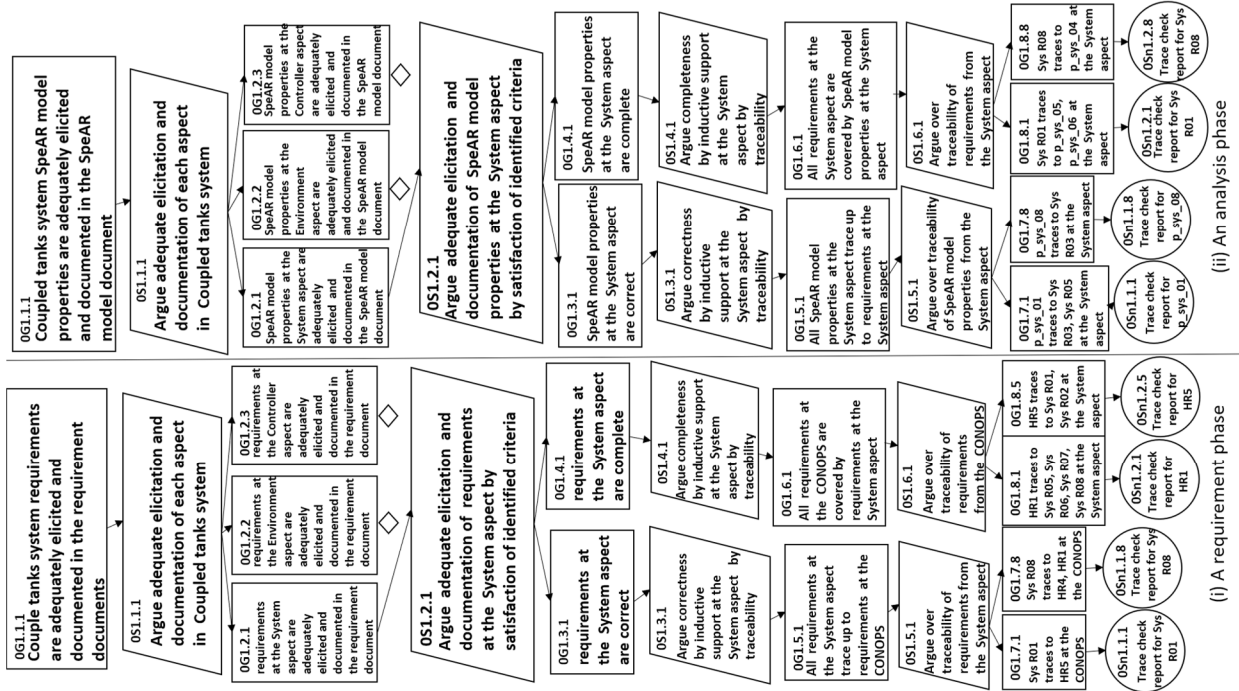 0G1.1.1
Couple tanks system requirements
are adequately elicited and
documented in the requirement
documents
0S1.1.1
Argue adequate elicitation and
documentation of each aspect
in Coupled tanks system
0G1.2.1
requirements
at the System
aspect are
adequately
elicited and
documented in
the requirement
document
0G1.2.2
requirements at
the Environment
aspect are
adequately
elicited and
documented in
the requirement
document
0G1.2.3
requirements at
the Controller
aspect are
adequately
elicited and
documented in
the requirement
document
0S1.2.1
Argue adequate elicitation and
documentation of requirements
at the System aspect by
satisfaction of identified criteria
0G1.3.1
requirements at
the System aspect
are correct
0G1.4.1
requirements at
the System aspect
are complete
0S1.3.1
Argue correctness
by inductive
support at the
System aspect by
traceability
0S1.4.1
Argue completeness
by inductive support
at the System
aspect by
traceability
0G1.5.1
All requirements at
the System aspect
trace up to
requirements at the
CONOPS
0G1.6.1
All requirements at
the CONOPS are
covered by
requirements at the
System aspect
0S1.5.1
Argue over
traceability of
requirements from
the System aspect
0S1.6.1
Argue over
traceability of
requirements
from the CONOPS
0G1.7.1
Sys R01
traces to
HR5 at the
CONOPS
0G1.7.8
Sys R08
traces to
HR4, HR1 at
the CONOPS
0G1.8.1
HR1 traces to
Sys R05, Sys
R06, Sys R07,
Sys R08 at the
System aspect
0G1.8.5
HR5 traces
to Sys R01,
Sys R02 at
the System
aspect
0Sn1.1.1
Trace check
report for Sys
R01
0Sn1.1.8
Trace check
report for Sys
R08
0Sn1.2.1
Trace check
report for
HR1
0Sn1.2.5
Trace check
report for
HR5
(i) A requirement phase
0G1.1.1
Coupled tanks system SpeAR model
properties are adequately elicited
and documented in the SpeAR
model document
0S1.1.1
Argue adequate elicitation and
documentation of each aspect
in Coupled tanks system
0G1.2.1
SpeAR model
properties at the
System aspect are
adequately
elicited and
documented in
the SpeAR model
document
0G1.2.2
SpeAR model
properties at the
Environment
aspect are
adequately elicited
and documented in
the SpeAR model
document
0G1.2.3
SpeAR model
properties at the
Controller aspect
are adequately
elicited and
documented in
the SpeAR
model document
0S1.2.1
Argue adequate elicitation and
documentation of SpeAR model
properties at the System aspect
by satisfaction of identified criteria
0G1.3.1
SpeAR model properties
at the System aspect
are correct
0G1.4.1
SpeAR model properties
at the System aspect
are complete
0S1.3.1
Argue correctness
by inductive
support at the
System aspect by
traceability
0S1.4.1
Argue completeness
by inductive support
at the System
aspect by
traceability
0G1.5.1
All SpeAR model
properties at the
System aspect trace up
to requirements at the
System aspect
0G1.6.1
All requirements at the
System aspect are
covered by SpeAR model
properties at the System
aspect
0S1.5.1
Argue over traceability
of SpeAR model
properties from the
System aspect
0S1.6.1
Argue over
traceability of
requirements from
the System aspect
0G1.7.1
p_sys_01
traces to Sys
R03, Sys R05
at the System
aspect
0G1.7.8
p_sys_08
traces to Sys
R03 at the
System aspect
0G1.8.1
Sys R01 traces
to p_sys_05,
p_sys_06 at
the System
aspect
0G1.8.8
Sys R08
traces to
p_sys_04 at
the System
aspect
0Sn1.1.1
Trace check
report for
p_sys_01
0Sn1.1.8
Trace check
report for
p_sys_08
0Sn1.2.1
Trace check
report for Sys
R01
0Sn1.2.8
Trace check
report for Sys
R08
(ii) An analysis phase